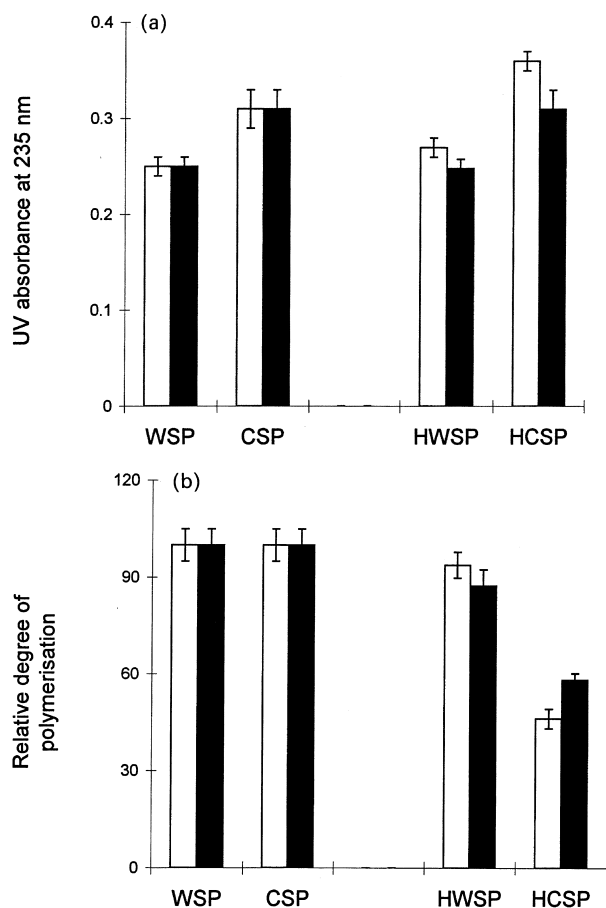 (a)
UV absorbance at 235 nm
0.4
0.3
0.2
0.1
0
WSP CSP HWSP HCSP
(b)
Relative degree of
polymerisation
120
90
60
30
0
WSP CSP HWSP HCSP